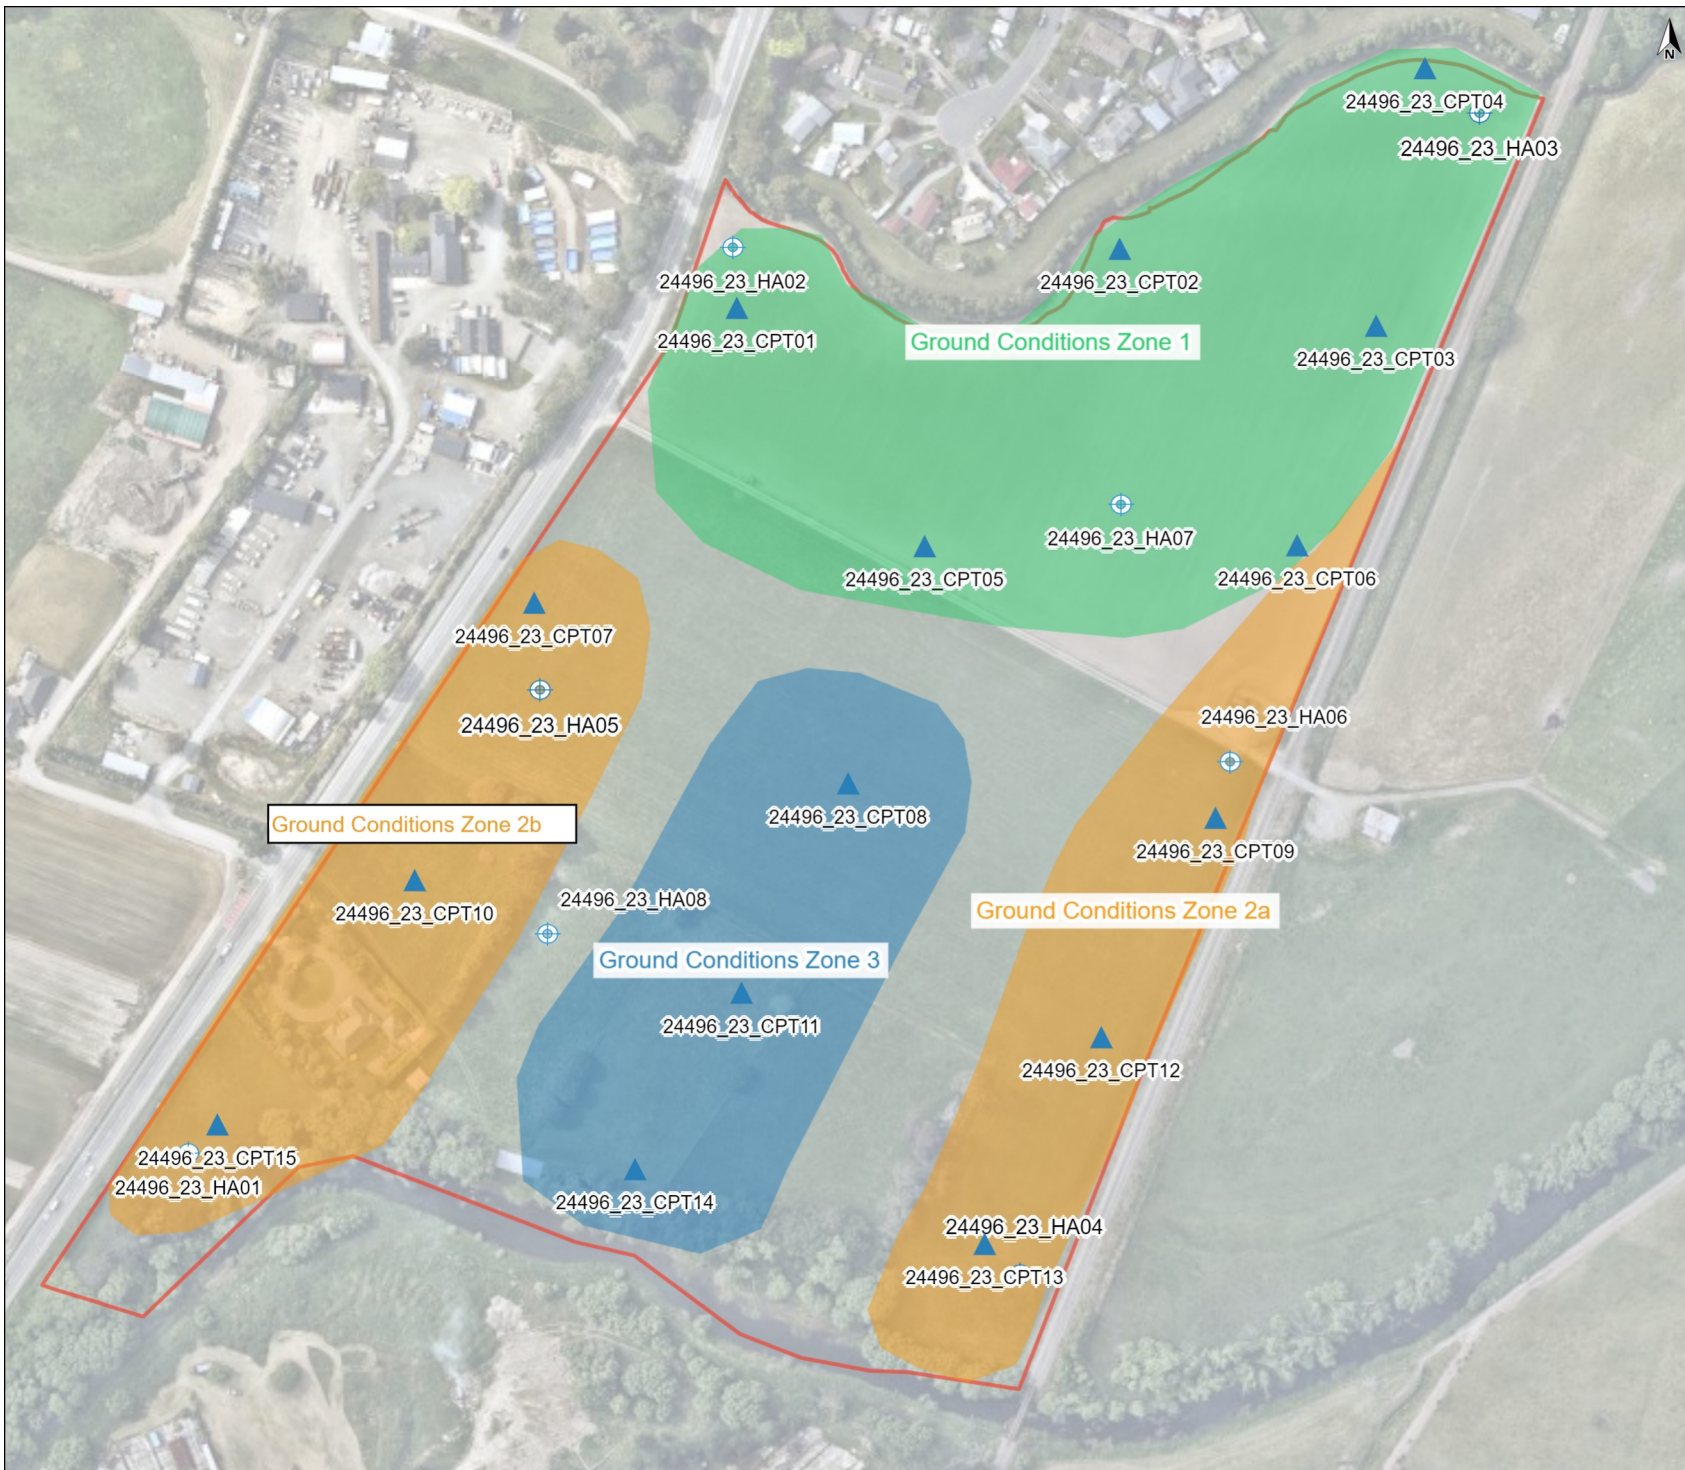 N
24496_23_CPT04
24496_23_HA03
24496_23_HA02
24496_23_CPT02
24496_23_CPT01
Ground Conditions Zone 1
24496_23_CPT03
24496_23_HA07
24496_23_CPT05
24496_23_CPT06
24496_23_CPT07
24496_23_HA05
24496_23_HA06
24496_23_CPT08
Ground Conditions Zone 2b
24496_23_CPT09
24496_23_HA08
24496_23_CPT10
Ground Conditions Zone 2a
Ground Conditions Zone 3
24496_23_CPT11
24496_23_CPT12
24496_23_CPT15
24496_23_HA01
24496_23_CPT14
24496_23_HA04
24496_23_CPT13